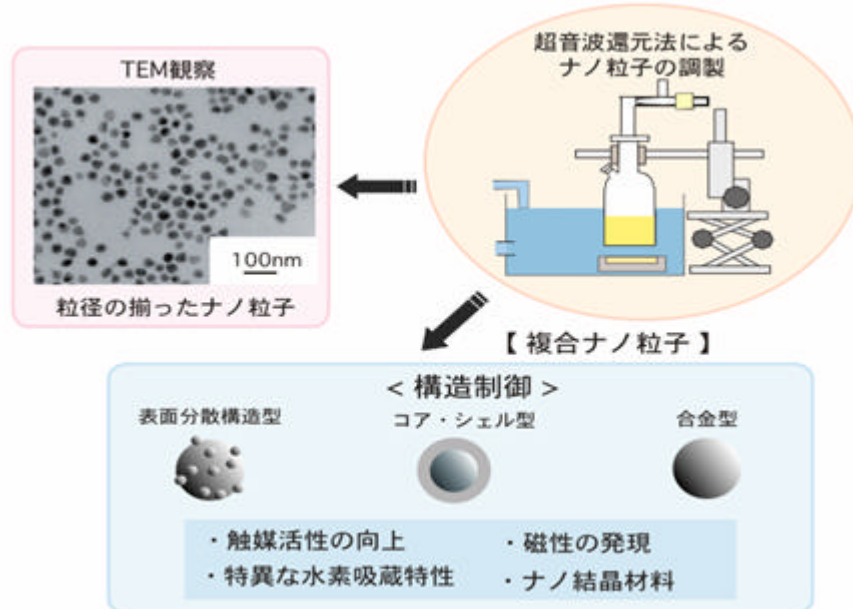 超音波還元法による
ナノ粒子の調製
TEM観察
100nm
粒径の揃ったナノ粒子
【 複合ナノ粒子 】
< 構造制御 >
表面分散構造型
コア・シェル型
合金型
・触媒活性の向上
・磁性の発現
・特異な水素吸蔵特性
・ナノ結晶材料